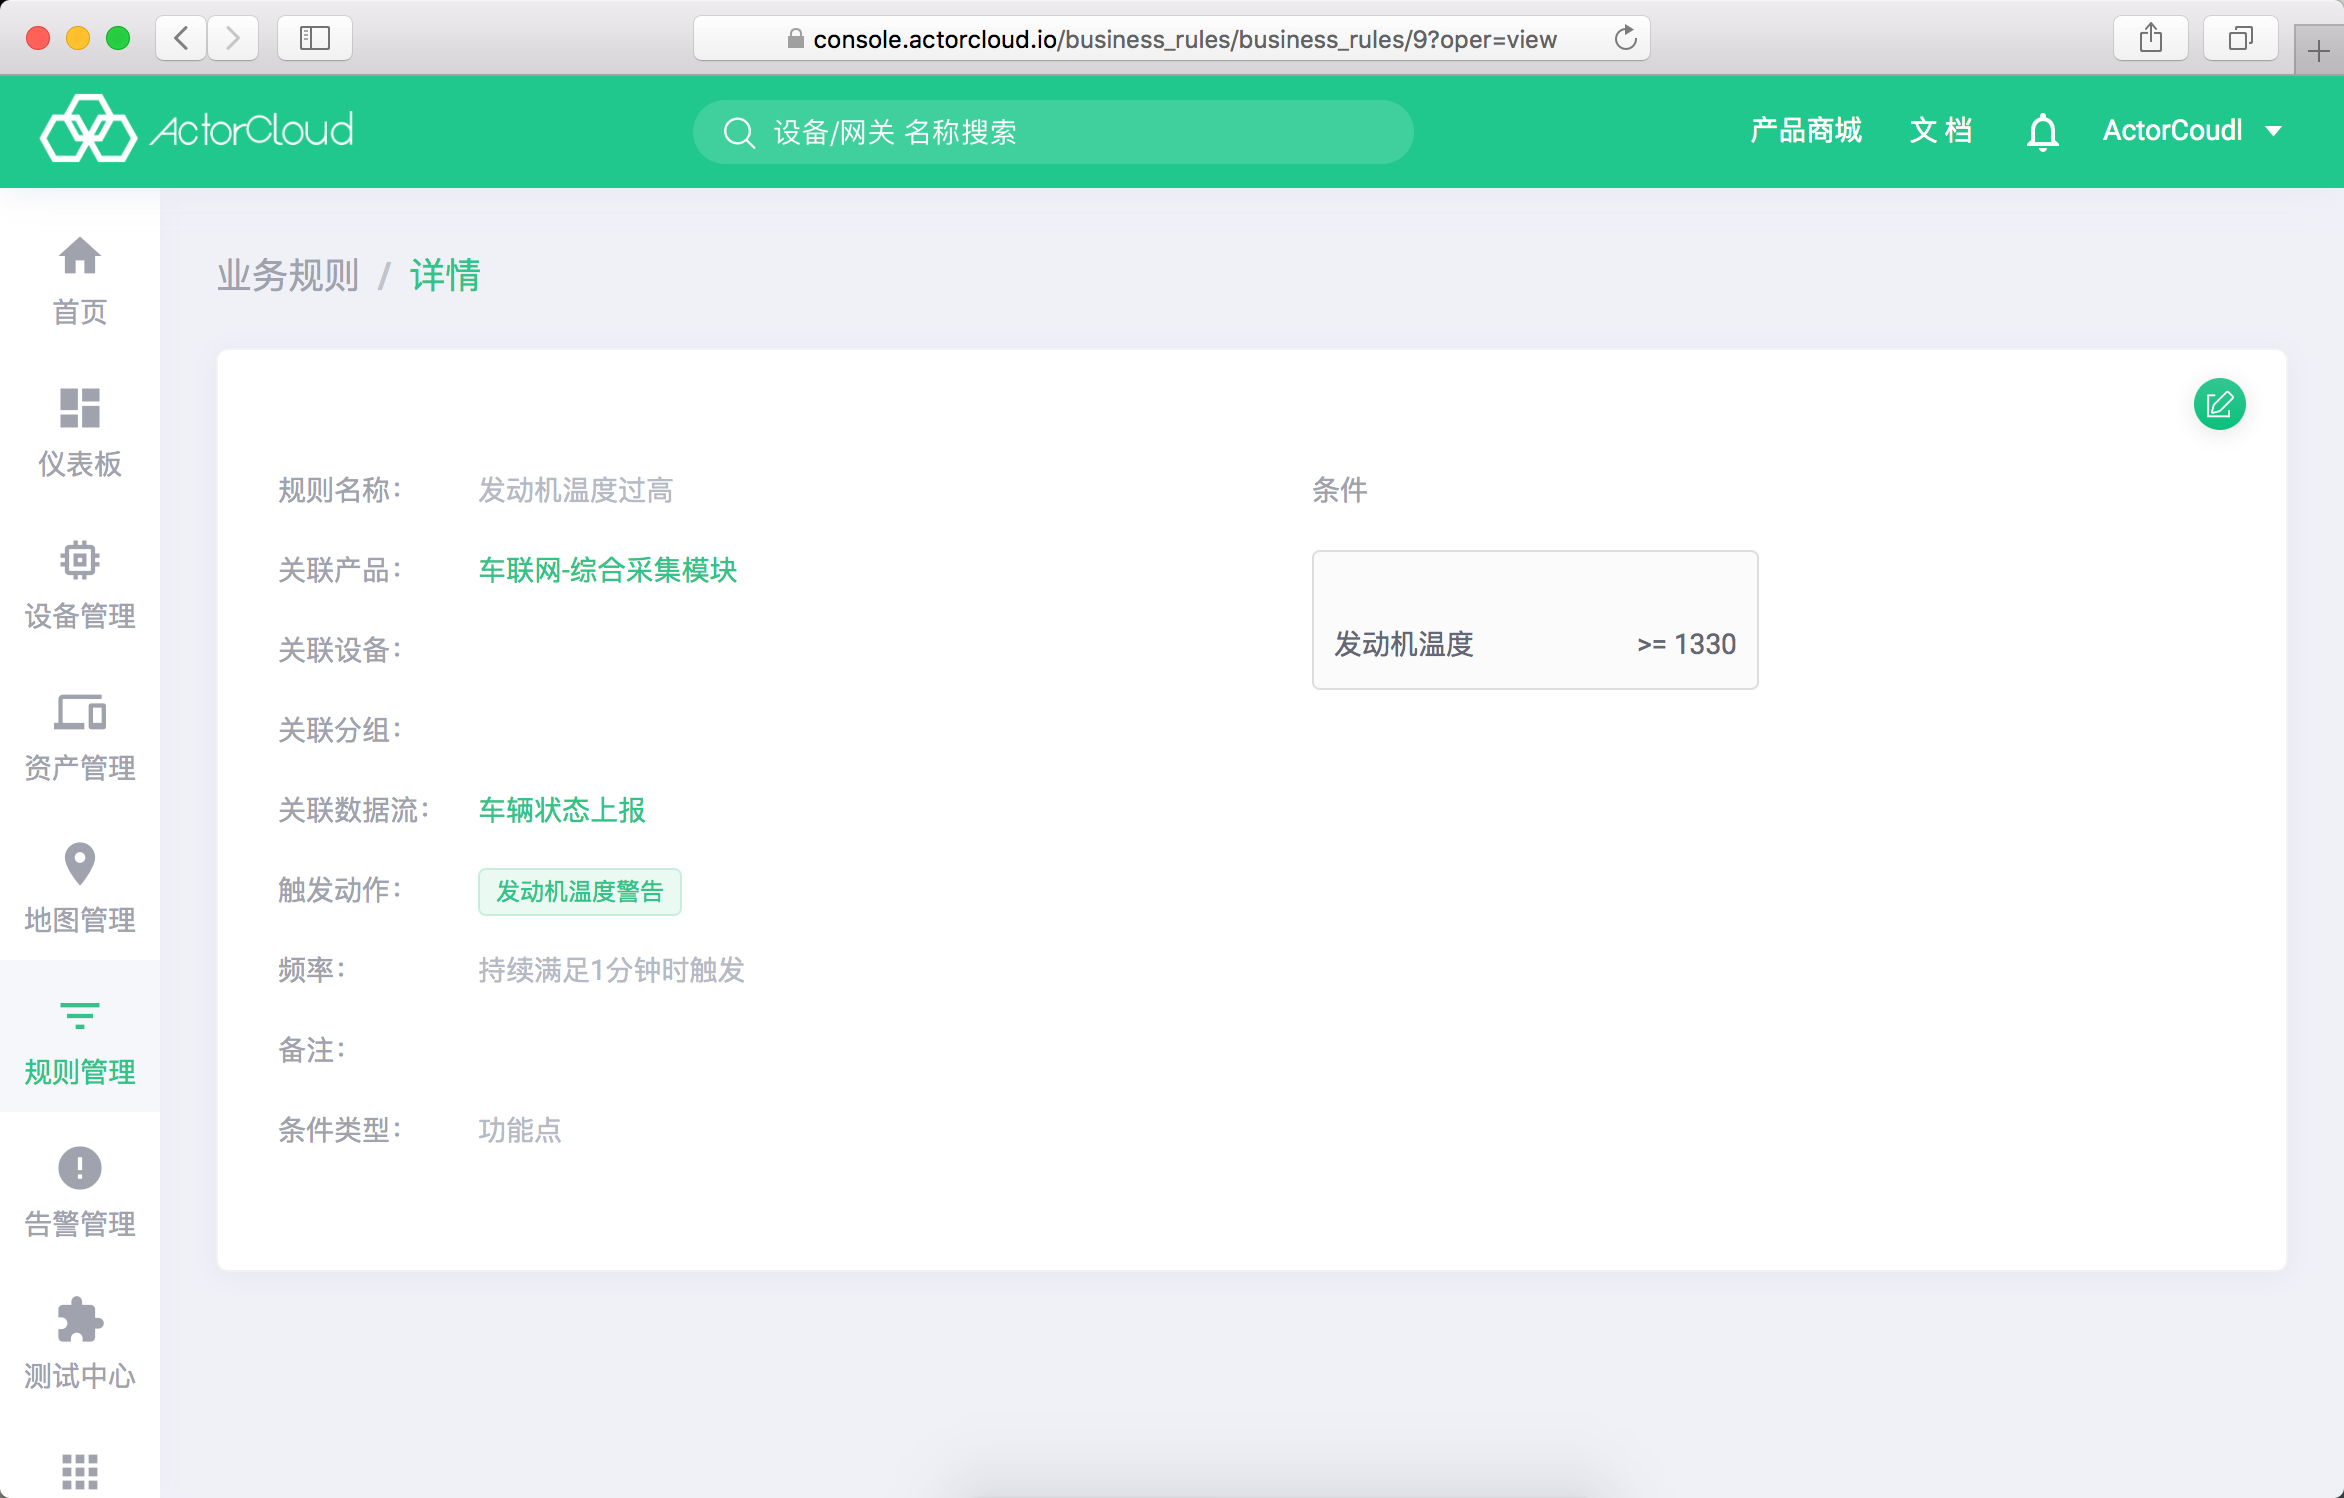 console.actorcloud.io/business_rules/business_rules/9?oper=view
ActorCloud
设备/网关 名称搜索
产品商城
文 档
ActorCoudl
首页
仪表板
设备管理
资产管理
地图管理
规则管理
告警管理
测试中心
业务规则 / 详情
规则名称： 发动机温度过高
关联产品： 车联网-综合采集模块
关联设备：
关联分组：
关联数据流： 车辆状态上报
触发动作： 发动机温度警告
频率： 持续满足1分钟时触发
备注：
条件类型： 功能点
条件
发动机温度 >= 1330